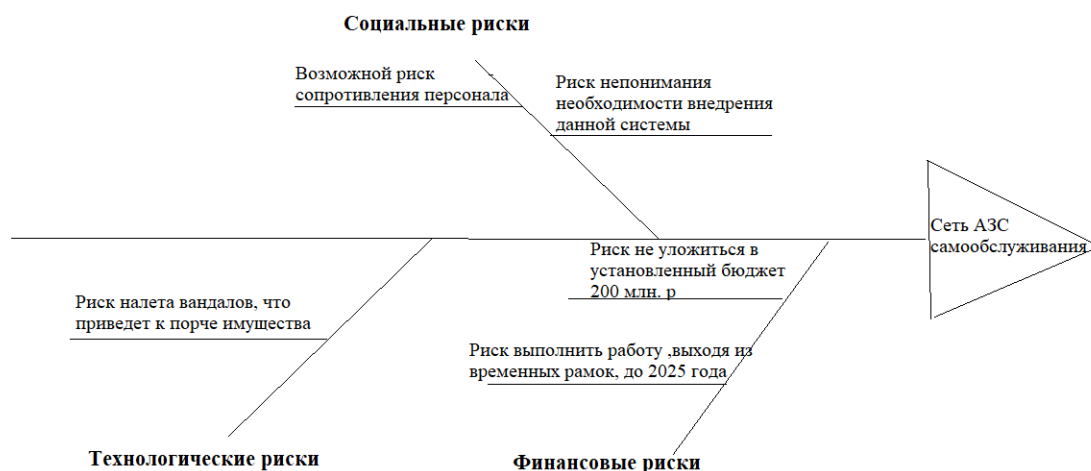 Социальные риски
Возможной риск
сопротивления персонала
Риск непонимания
необходимости внедрения
данной системы
Сеть АЗС
самообслуживания
Риск не уложиться в
установленный бюджет
200 млн. р
Риск налета вандалов, что
приведет к порче имущества
Риск выполнить работу ,выходя из
временных рамок, до 2025 года
Технологические риски
Финансовые риски